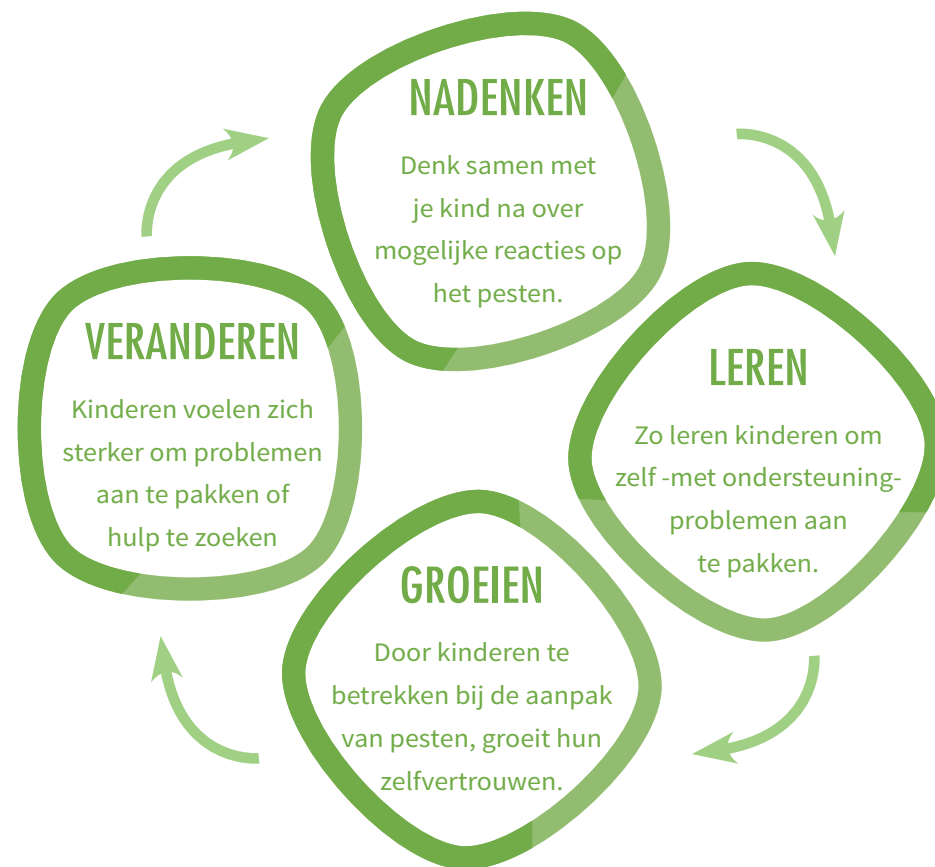 NADENKEN
Denk samen met
je kind na over
mogelijke reacties op
het pesten.
LEREN
Zo leren kinderen om
zelf -met ondersteuning-
problemen aan
te pakken.
GROEIEN
Door kinderen te
betrekken bij de aanpak
van pesten, groeit hun
zelfvertrouwen.
VERANDEREN
Kinderen voelen zich
sterker om problemen
aan te pakken of
hulp te zoeken